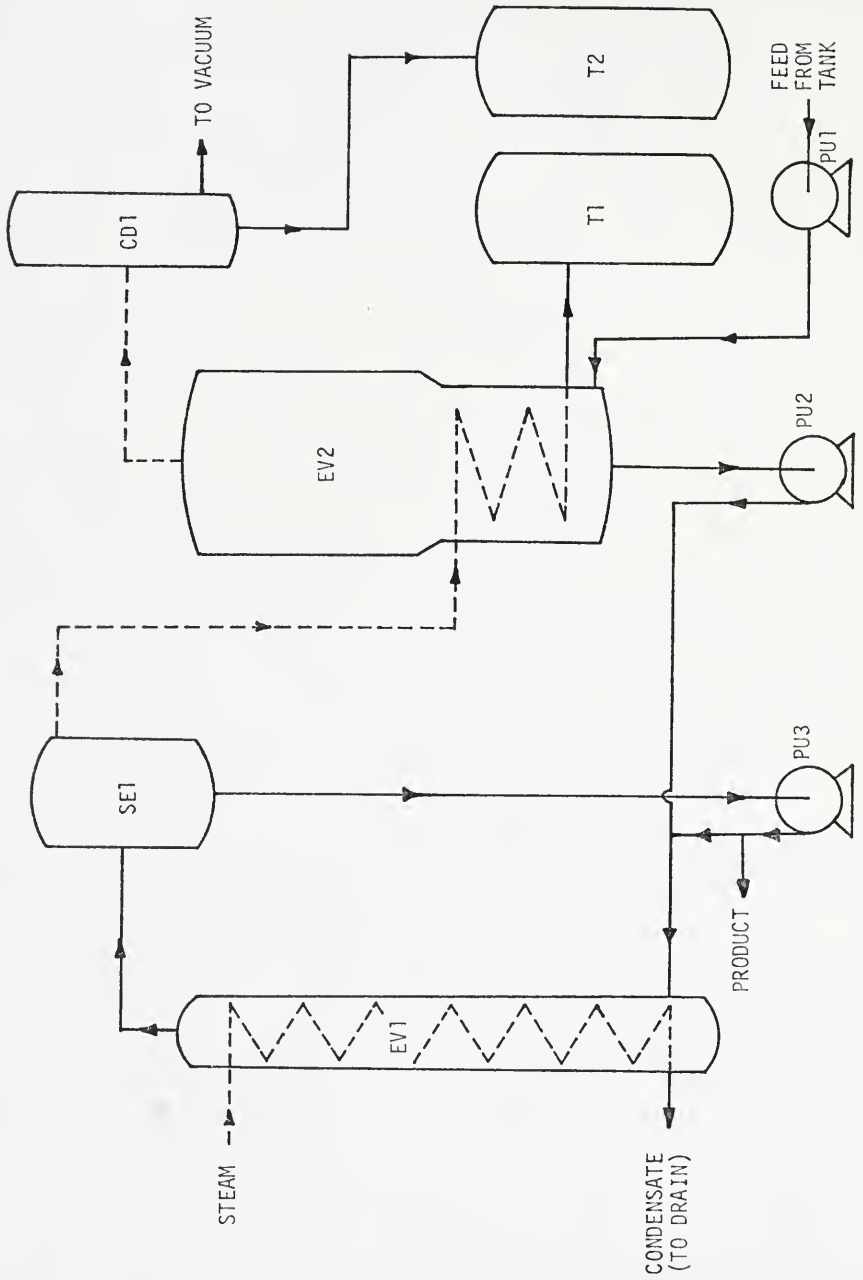 TO VACUUM
CD1
T2
FEED
FROM
TANK
T1
PU1
EV2
PU2
SE1
PU3
PRODUCT
EV1
STEAM
CONDENSATE
(TO DRAIN)